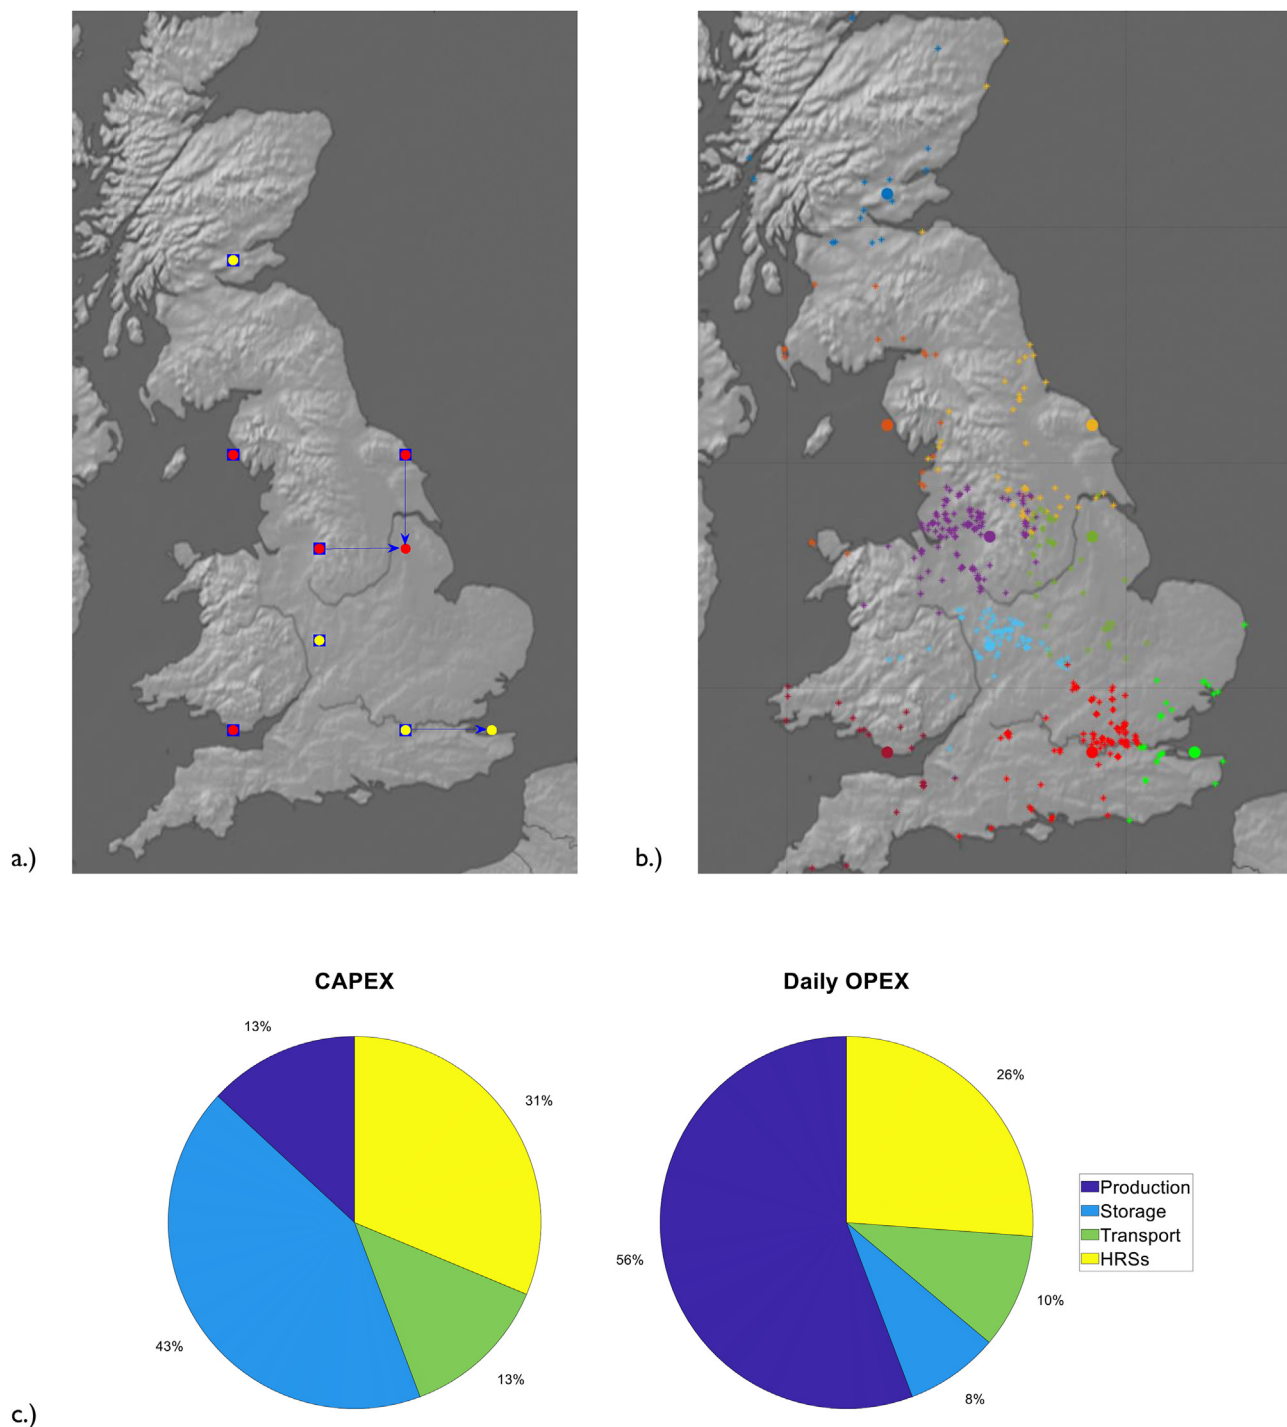 a.)
b.)
CAPEX
Daily OPEX
13%
31%
26%
Production
Storage
Transport
HRSs
56%
10%
43%
13%
8%
c.)